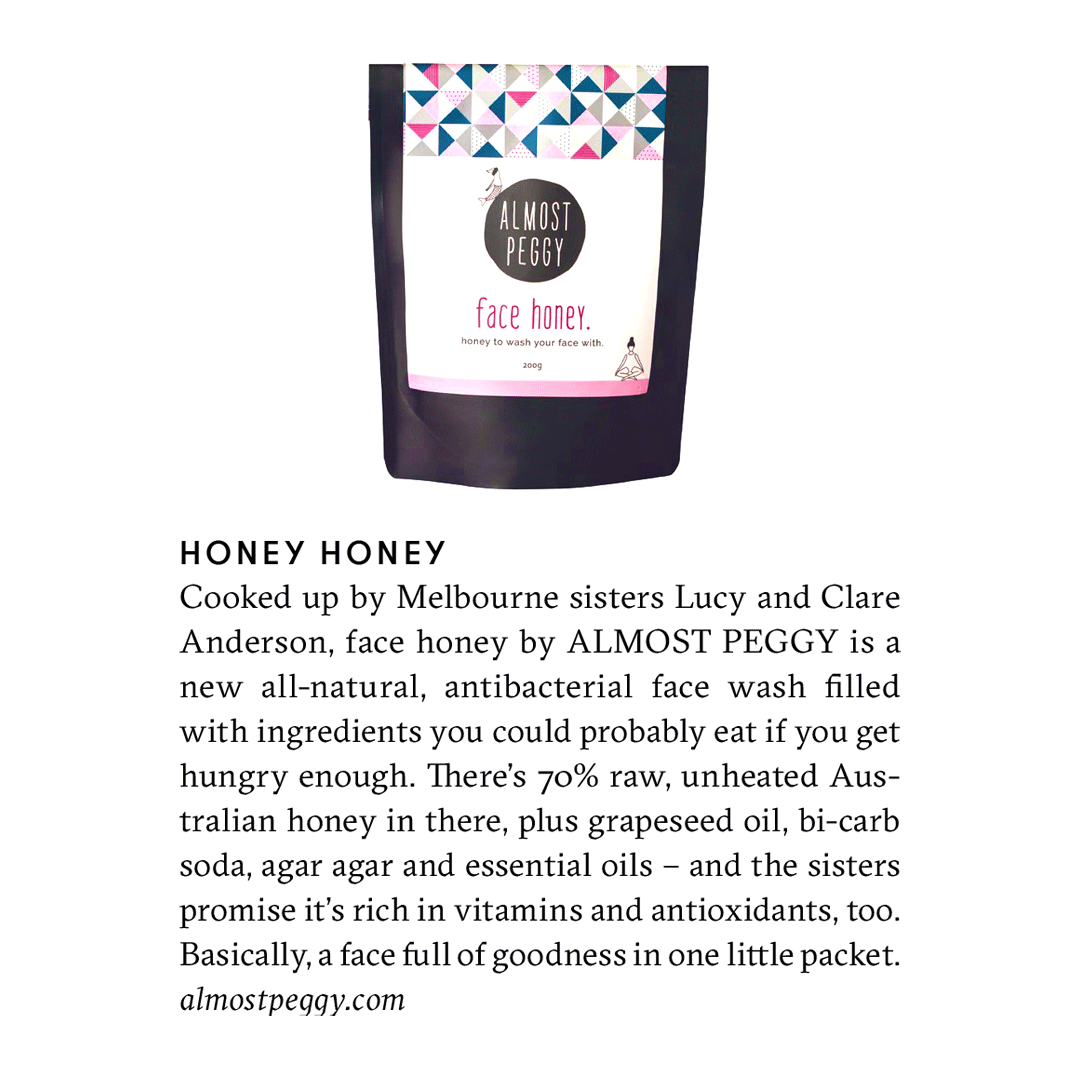 ALMOST
PEGGY
face honey.
honey to wash your face with.
200g
HONEY HONEY
Cooked up by Melbourne sisters Lucy and Clare
Anderson, face honey by ALMOST PEGGY is a
new all-natural, antibacterial face wash filled
with ingredients you could probably eat if you get
hungry enough. There's 70% raw, unheated Aus-
tralian honey in there, plus grapeseed oil, bi-carb
soda, agar agar and essential oils – and the sisters
promise it's rich in vitamins and antioxidants, too.
Basically, a face full of goodness in one little packet.
almostpeggy.com